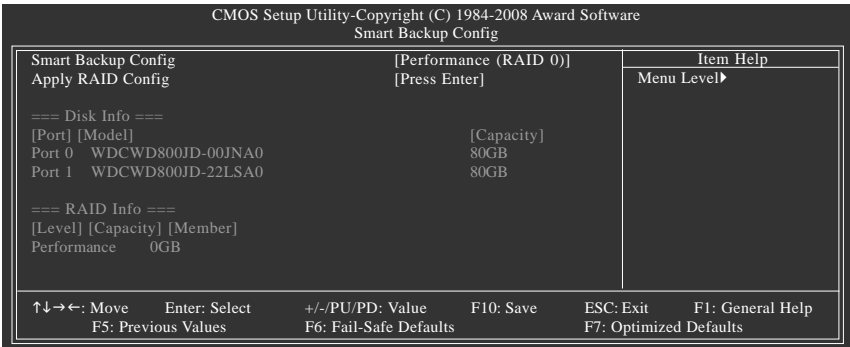 CMOS Setup Utility-Copyright (C) 1984-2008 Award Software
Smart Backup Config
Smart Backup Config [Performance (RAID 0)] Item Help
Apply RAID Config [Press Enter] Menu Level▶
=== Disk Info ===
[Port] [Model] [Capacity]
Port 0 WDCWD800JD-00JNA0 80GB
Port 1 WDCWD800JD-22LSA0 80GB
=== RAID Info ===
[Level] [Capacity] [Member]
Performance 0GB
↑↓→←: Move Enter: Select +/-/PU/PD: Value F10: Save ESC: Exit F1: General Help
F5: Previous Values F6: Fail-Safe Defaults F7: Optimized Defaults